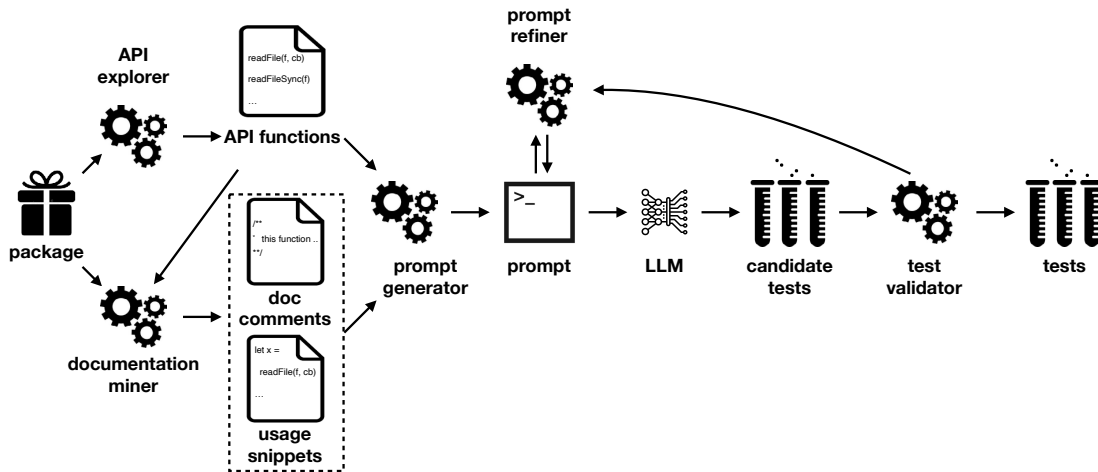 API
explorer
readFile(f, cb)
readFileSync(f)
...
API functions
package
documentation
miner
/**
* this function ..
**/
doc
comments
let x =
readFile(f, cb)
...
usage
snippets
prompt
generator
prompt
refiner
>_
prompt
LLM
candidate
tests
test
validator
tests